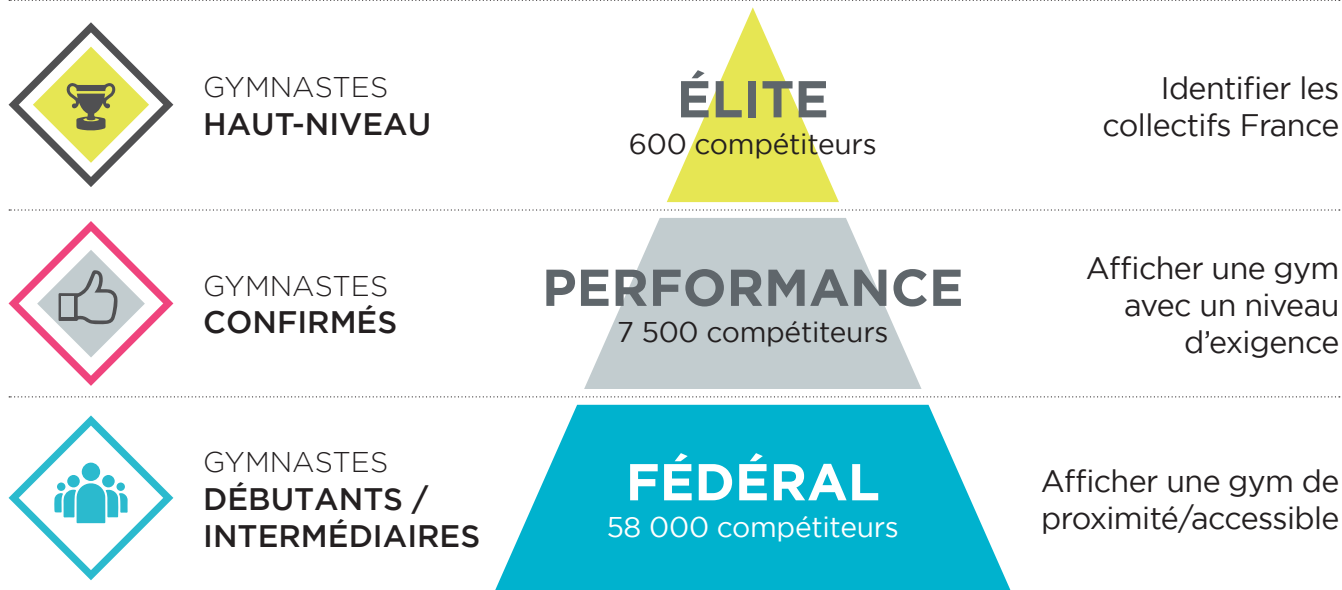 GYMNASTES
HAUT-NIVEAU
ÉLITE
600 compétiteurs
Identifier les
collectifs France
GYMNASTES
CONFIRMÉS
PERFORMANCE
7 500 compétiteurs
Afficher une gym
avec un niveau
d'exigence
GYMNASTES
DÉBUTANTS /
INTERMÉDIAIRES
FÉDÉRAL
58 000 compétiteurs
Afficher une gym de
proximité/accessible